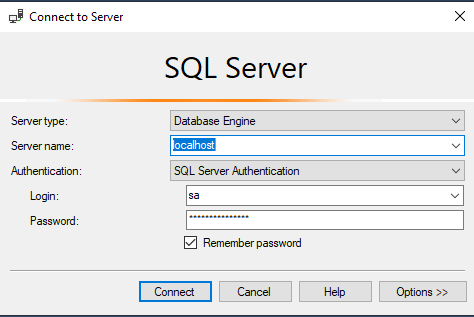 Connect to Server
SQL Server
Server type: Database Engine
Server name: localhost
Authentication: SQL Server Authentication
Login: sa
Password: ***************
Remember password
Connect Cancel Help Options >>